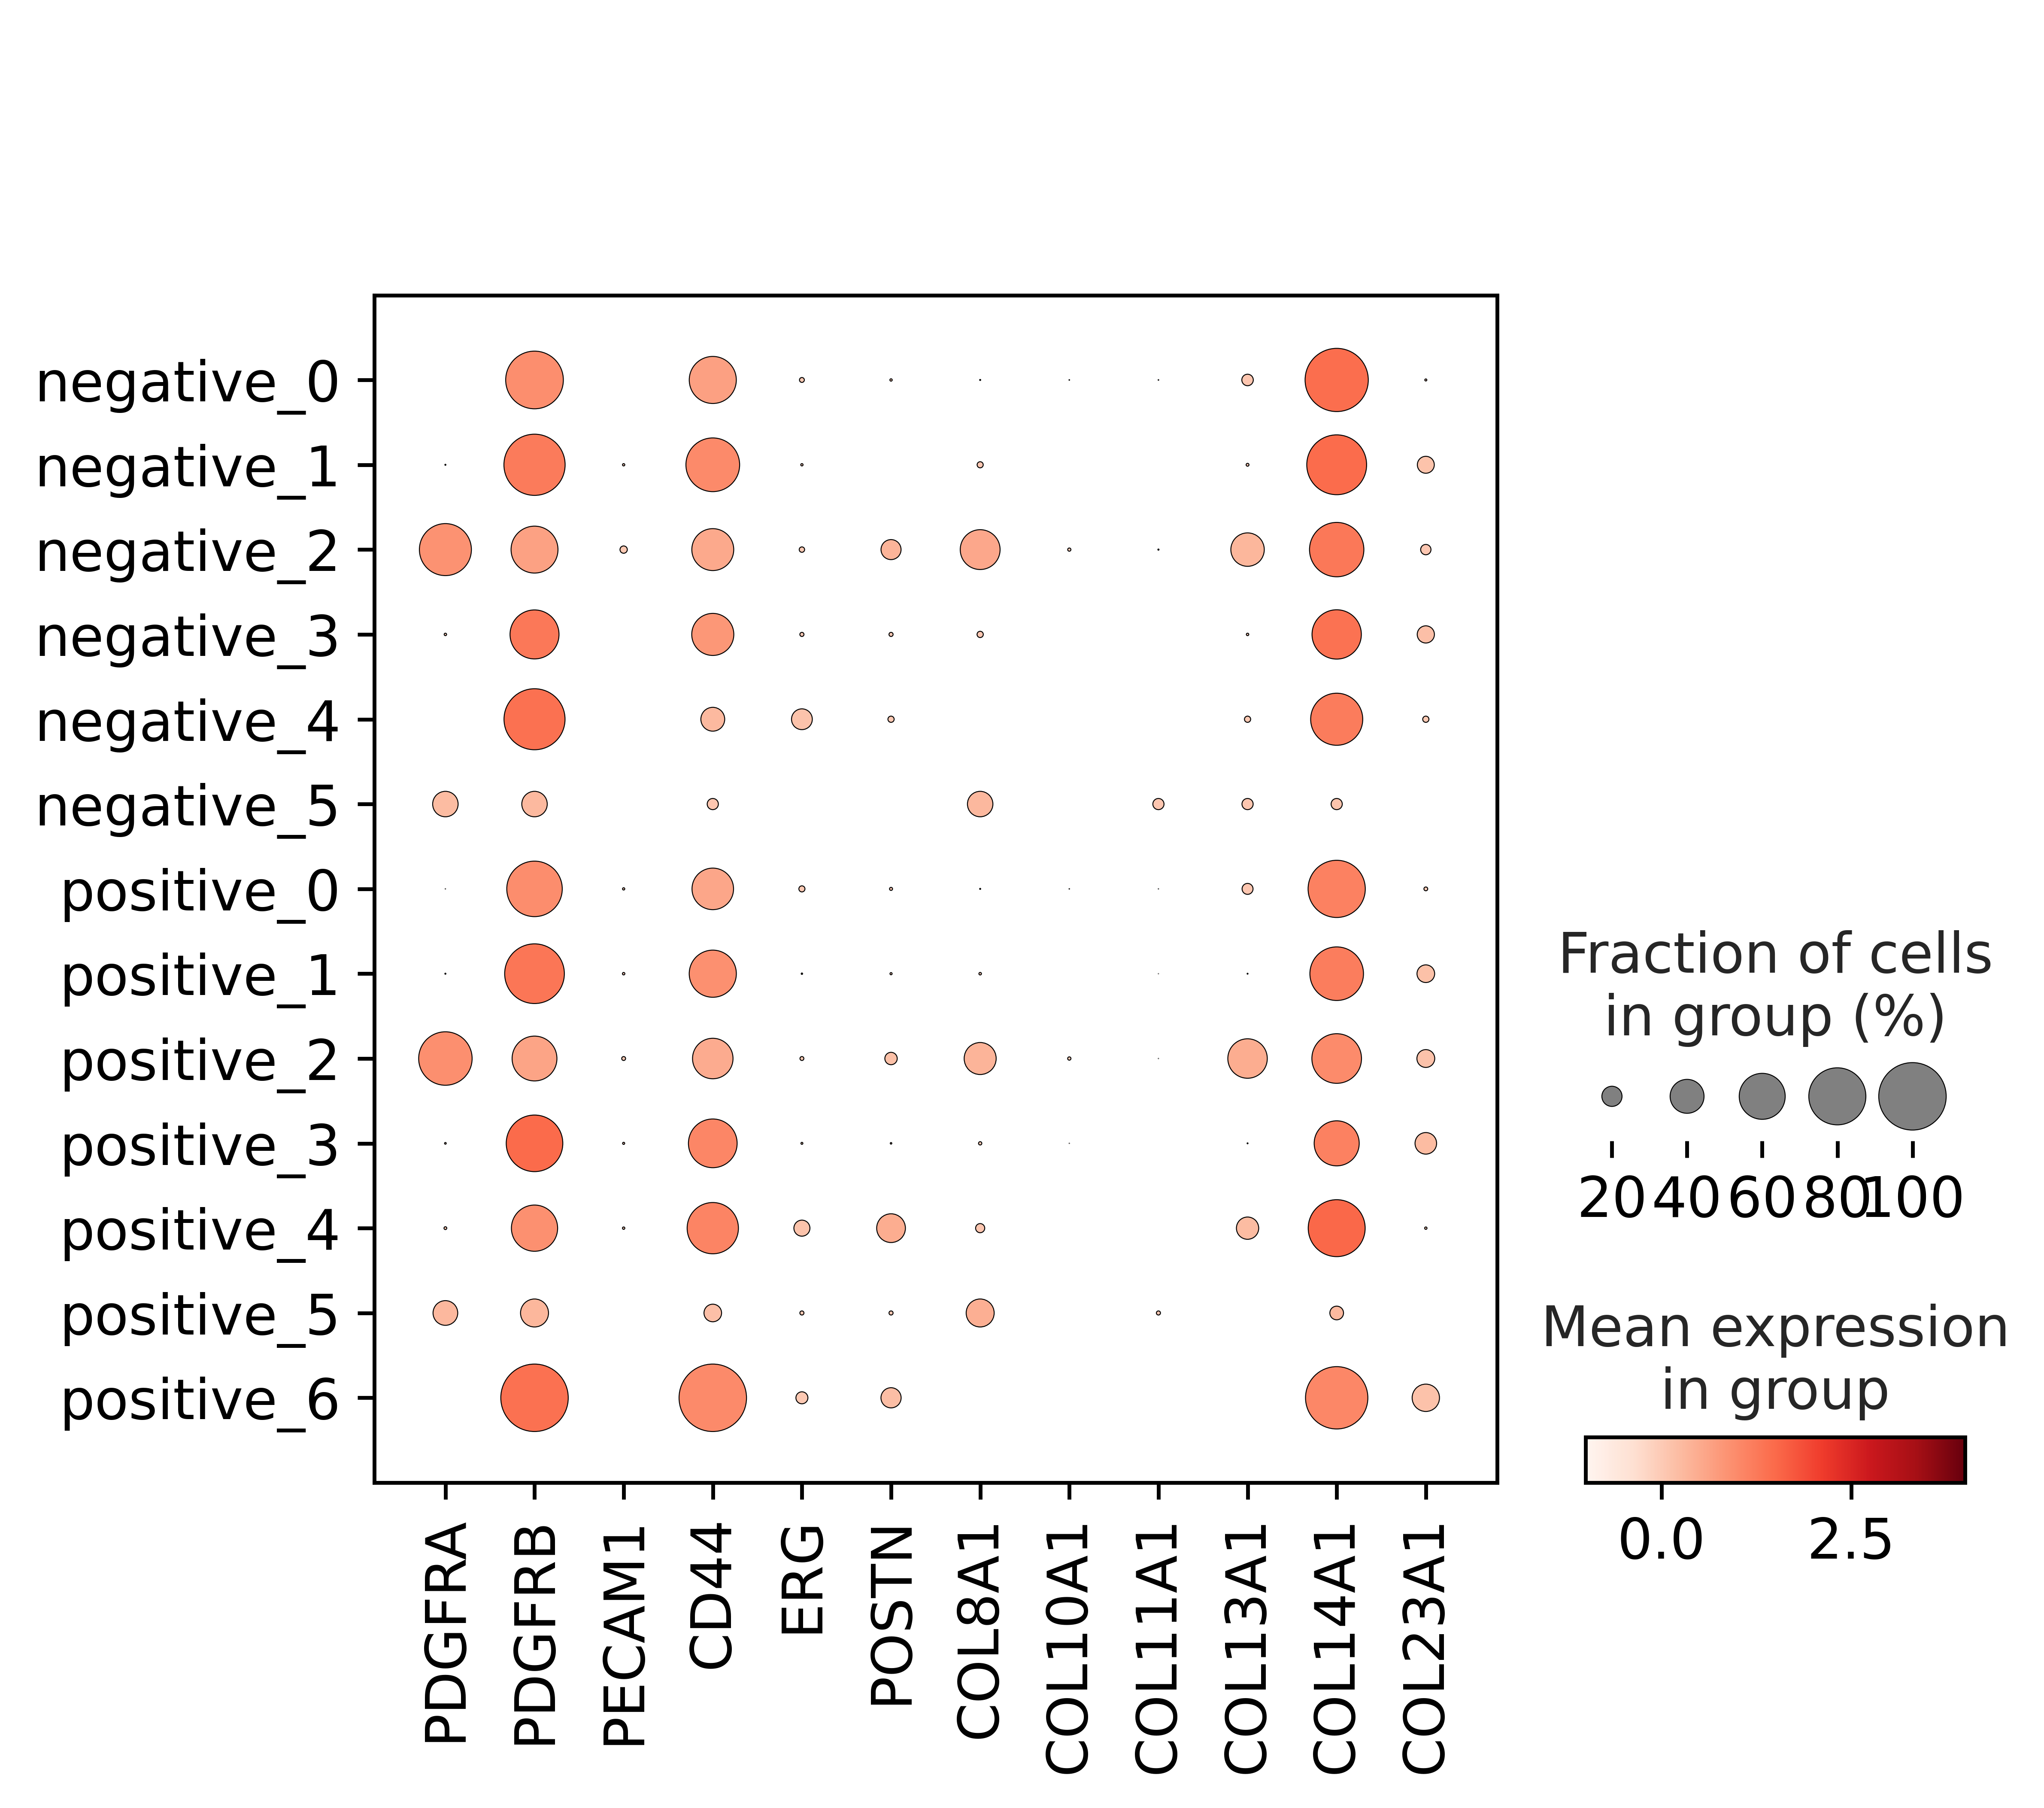 negative_0
negative_1
negative_2
negative_3
negative_4
negative_5
positive_0
positive_1
positive_2
positive_3
positive_4
positive_5
positive_6
PDGFRA
PDGFRB
PECAM1
CD44
ERG
POSTN
COL8A1
COL10A1
COL11A1
COL13A1
COL14A1
COL23A1
Fraction of cells
in group (%)
20 40 60 80 100
Mean expression
in group
0.0 2.5